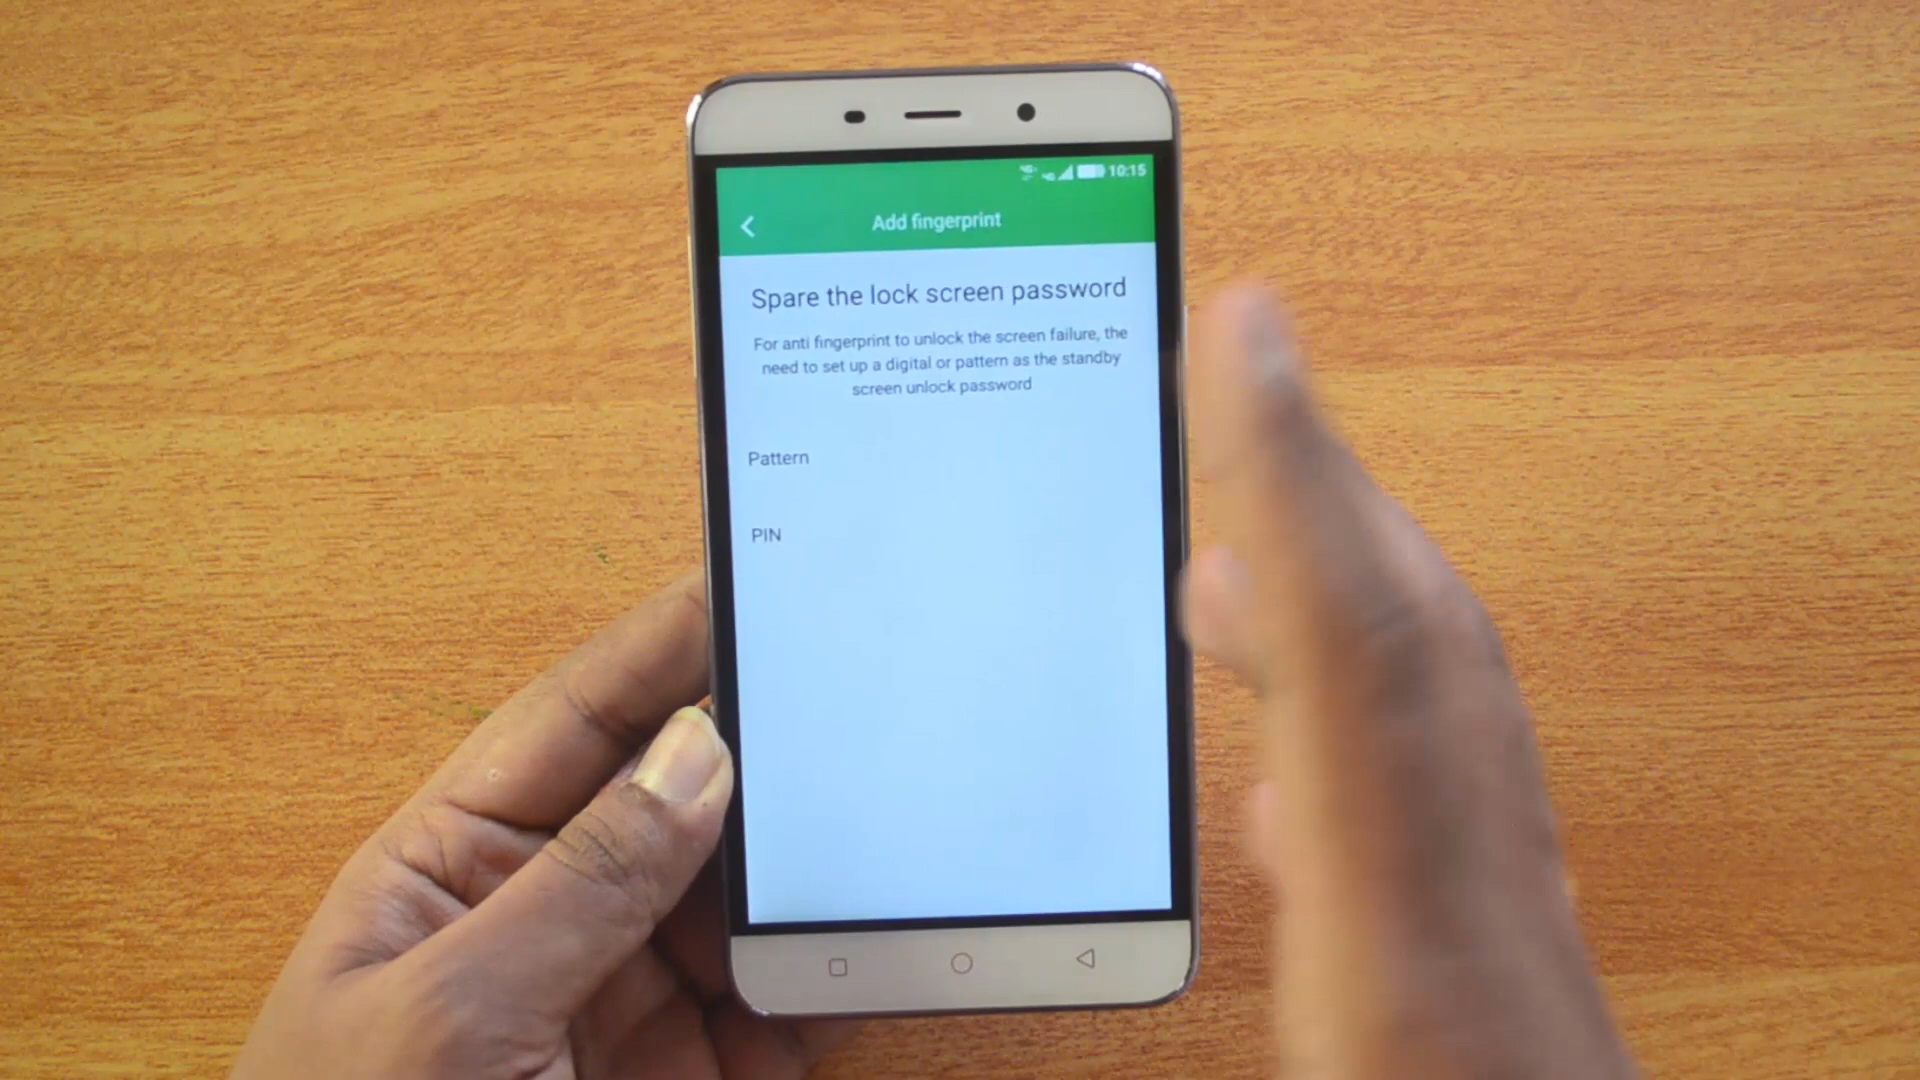 10:15
Add fingerprint
Spare the lock screen password
For anti fingerprint to unlock the screen failure, the
need to set up a digital or pattern as the standby
screen unlock password
Pattern
PIN